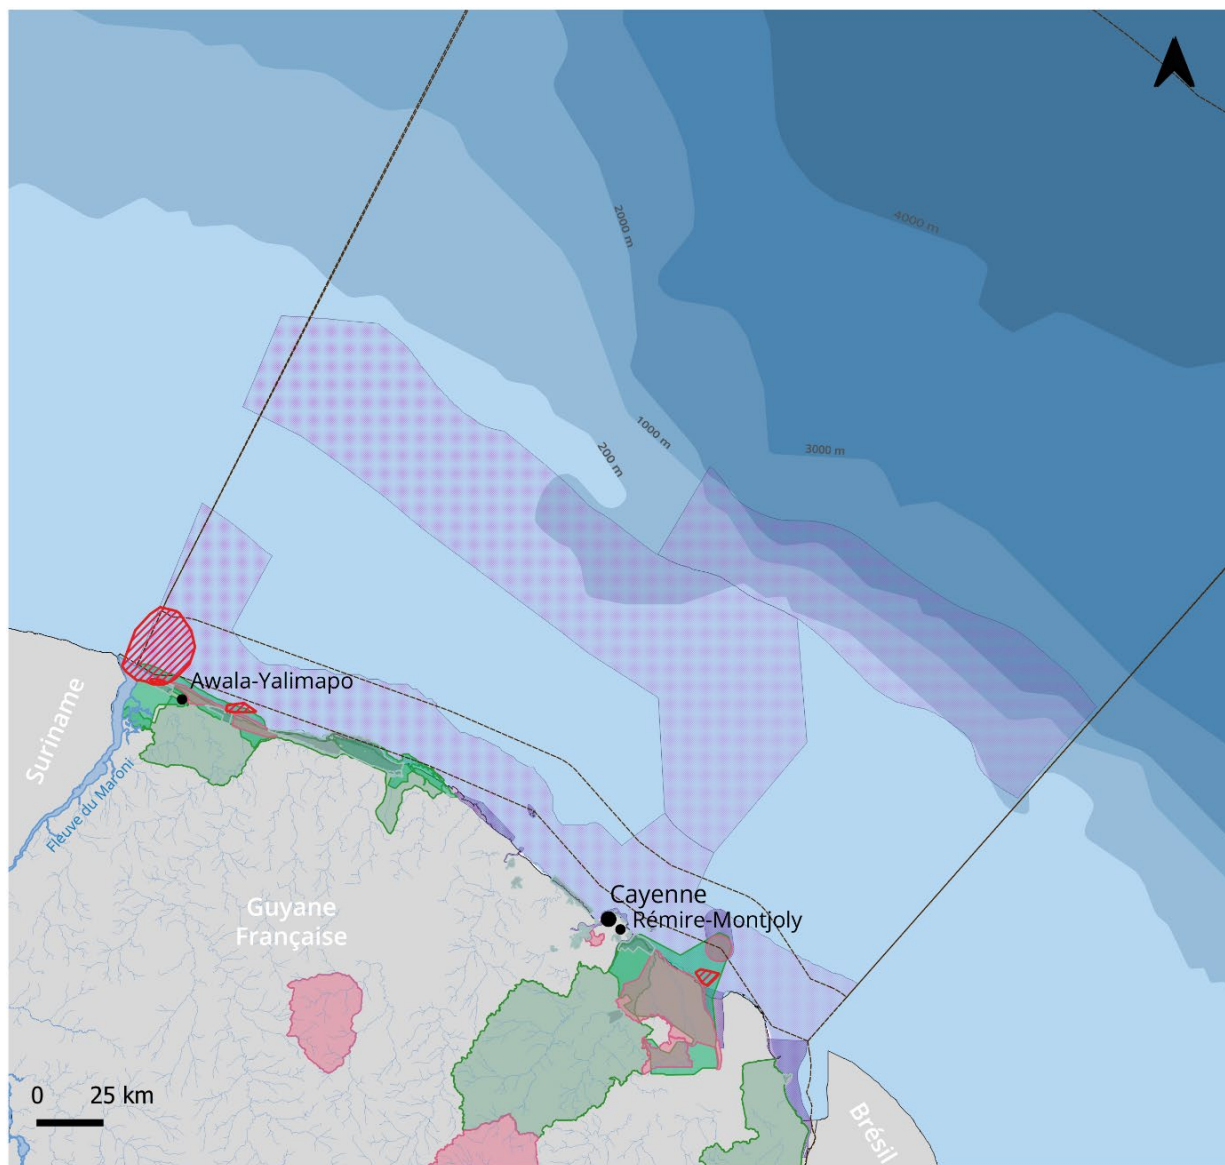 4000 m
2000 m
1000 m
200 m
3000 m
Awala-Yalimapo
Suriname
Fleuve du Maroni
Cayenne
Rémire-Montjoly
Guyane
Française
0 25 km
Brésil